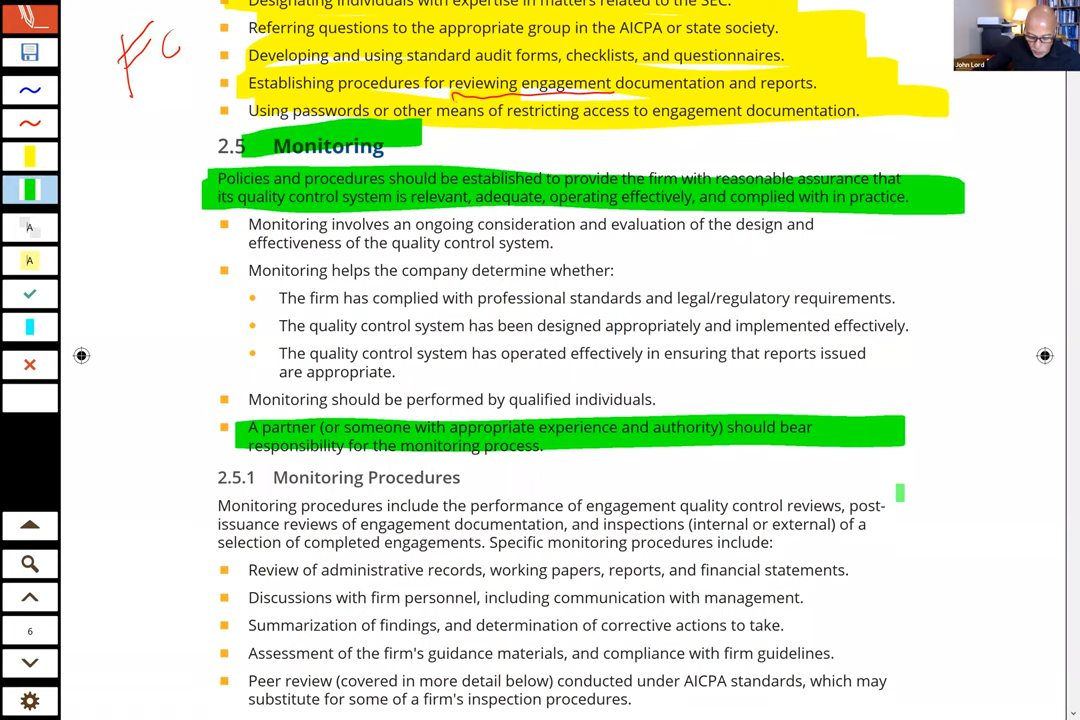 Designating individuals with expertise in matters related to the SEC.
Referring questions to the appropriate group in the AICPA or state society.
Developing and using standard audit forms, checklists, and questionnaires.
Establishing procedures for reviewing engagement documentation and reports.
Using passwords or other means of restricting access to engagement documentation.
John Lord
2.5 Monitoring
Policies and procedures should be established to provide the firm with reasonable assurance that
its quality control system is relevant, adequate, operating effectively, and complied with in practice.
Monitoring involves an ongoing consideration and evaluation of the design and
effectiveness of the quality control system.
Monitoring helps the company determine whether:
The firm has complied with professional standards and legal/regulatory requirements.
The quality control system has been designed appropriately and implemented effectively.
The quality control system has operated effectively in ensuring that reports issued
are appropriate.
Monitoring should be performed by qualified individuals.
A partner (or someone with appropriate experience and authority) should bear
responsibility for the monitoring process.
2.5.1 Monitoring Procedures
Monitoring procedures include the performance of engagement quality control reviews, post-
issuance reviews of engagement documentation, and inspections (internal or external) of a
selection of completed engagements. Specific monitoring procedures include:
Review of administrative records, working papers, reports, and financial statements.
Discussions with firm personnel, including communication with management.
Summarization of findings, and determination of corrective actions to take.
Assessment of the firm's guidance materials, and compliance with firm guidelines.
Peer review (covered in more detail below) conducted under AICPA standards, which may
substitute for some of a firm's inspection procedures.
A
A
6